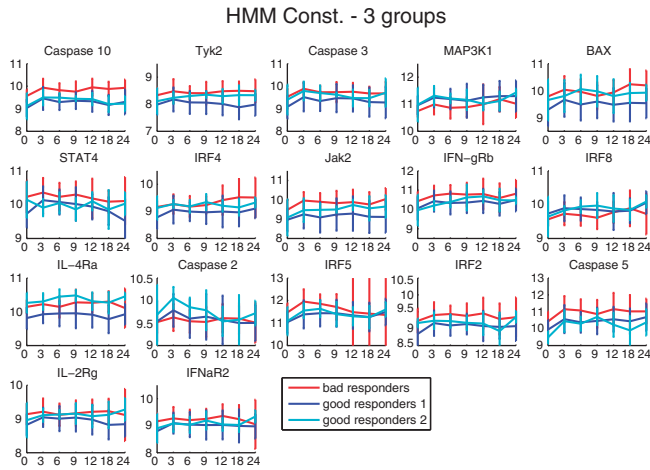 HMM Const. - 3 groups
Caspase 10 Tyk2 Caspase 3 MAP3K1 BAX
11 10 9 8 0 3 6 9 12 18 24
8 7 0 3 6 9 12 18 24
11 10 9 8 0 3 6 9 12 18 24
12 11 10 0 3 6 9 12 18 24
11 10 9 0 3 6 9 12 18 24
STAT4 IRF4 Jak2 IFN-gRb IRF8
11 10 9 0 3 6 9 12 18 24
10 9 8 0 3 6 9 12 18 24
11 10 9 8 0 3 6 9 12 18 24
12 11 10 9 8 0 3 6 9 12 18 24
11 10 9 0 3 6 9 12 18 24
IL-4Ra Caspase 2 IRF5 IRF2 Caspase 5
11 10 9 0 3 6 9 12 18 24
10.5 10 9.5 9 0 3 6 9 12 18 24
13 12 11 10 0 3 6 9 12 18 24
10.5 10 9.5 9 8.5 0 3 6 9 12 18 24
13 12 11 10 9 0 3 6 9 12 18 24
IL-2Rg IFNaR2
10 9 8 0 3 6 9 12 18 24
10 9 8 0 3 6 9 12 18 24
bad responders
good responders 1
good responders 2